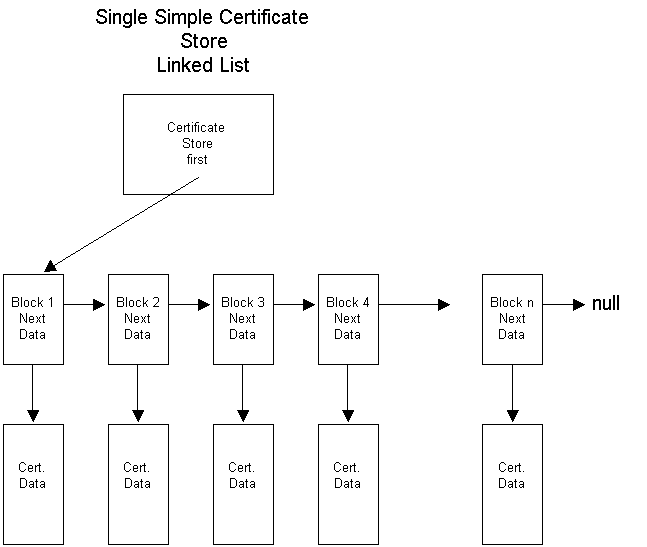 Single Simple Certificate
Store
Linked List
Certificate
Store
first
Block 1
Next
Data
Block 2
Next
Data
Block 3
Next
Data
Block 4
Next
Data
Block n
Next
Data
null
Cert.
Data
Cert.
Data
Cert.
Data
Cert.
Data
Cert.
Data